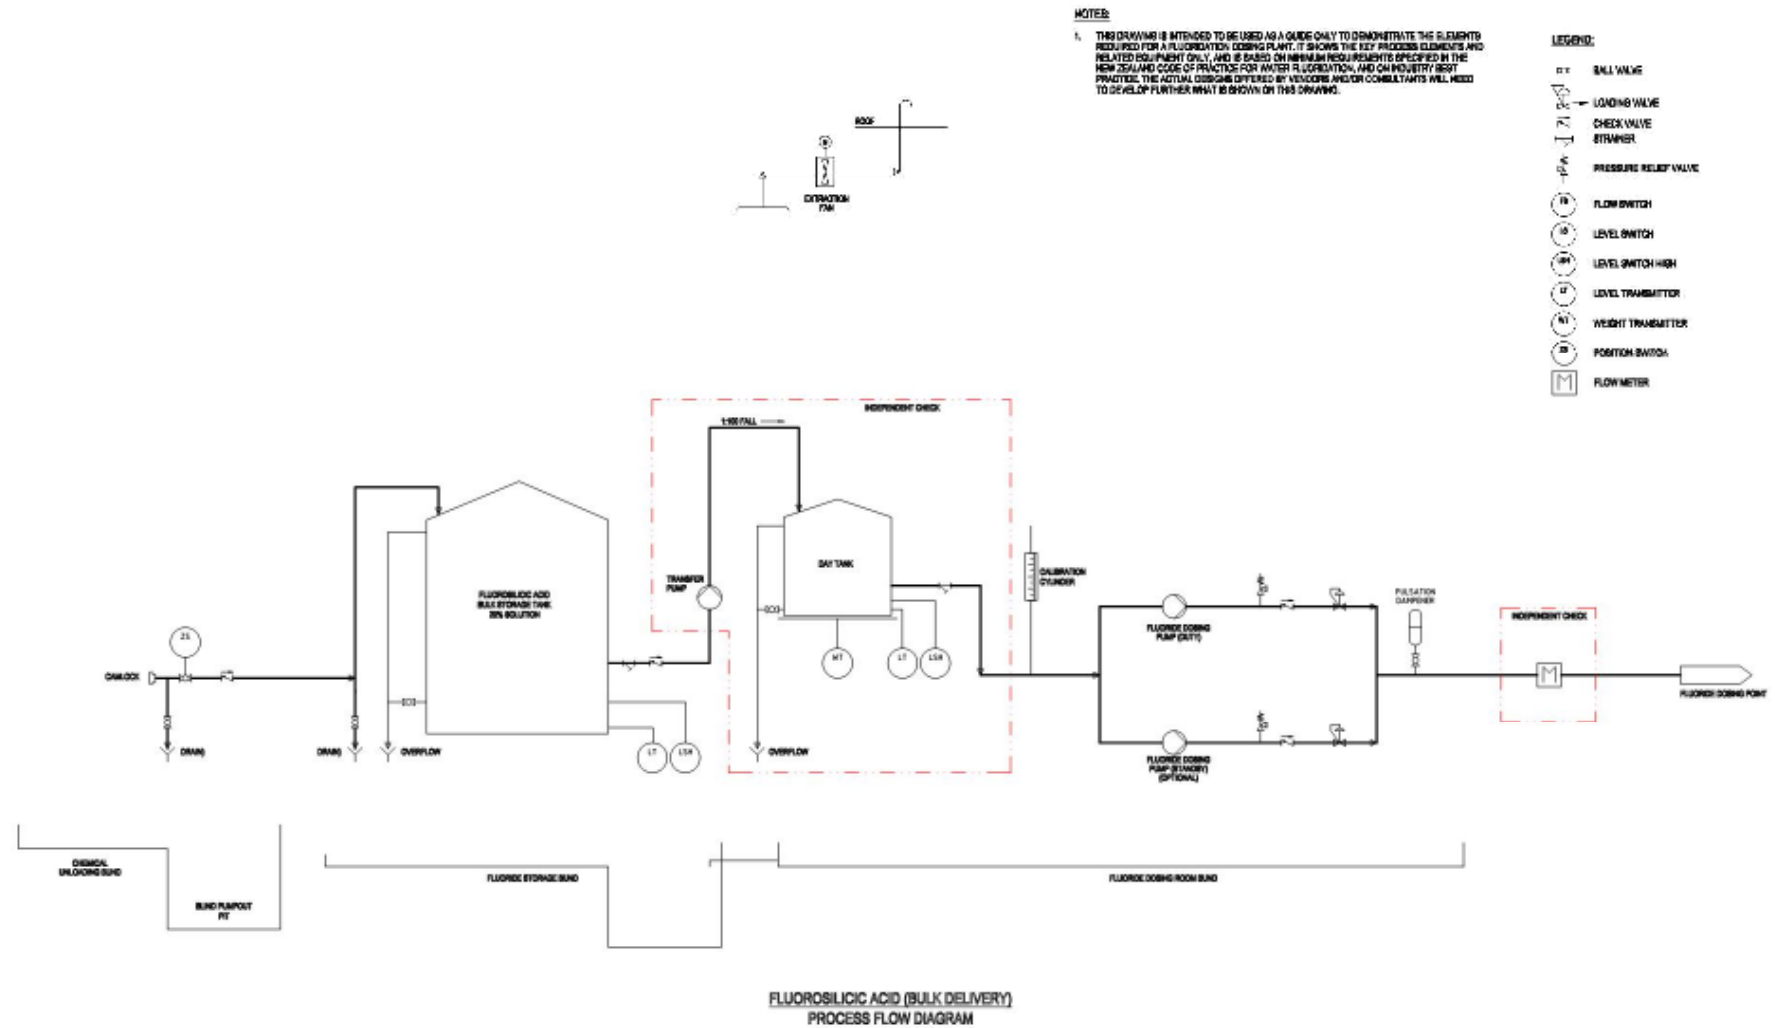 NOTES:
1. THIS DRAWING IS INTENDED TO BE USED AS A GUIDE ONLY TO DEMONSTRATE THE ELEMENTS
REQUIRED FOR A FLUORIDATION DOSING PLANT. IT SHOWS THE KEY PROCESS ELEMENTS AND
RELATED EQUIPMENT ONLY, AND IS BASED ON MINIMUM REQUIREMENTS SPECIFIED IN THE
NEW ZEALAND CODE OF PRACTICE FOR WATER FLUORIDATION, AND ON INDUSTRY BEST
PRACTICE. THE ACTUAL DESIGNS OFFERED BY VENDORS AND/OR CONSULTANTS WILL NEED
TO DEVELOP FURTHER WHAT IS SHOWN ON THIS DRAWING.
LEGEND:
BALL VALVE
LOADING VALVE
CHECK VALVE
STRAINER
PRESSURE RELIEF VALVE
FS FLOW SWITCH
LS LEVEL SWITCH
LSH LEVEL SWITCH HIGH
LT LEVEL TRANSMITTER
WT WEIGHT TRANSMITTER
ZS POSITION SWITCH
M FLOW METER
ROOF
M
EXTRACTION
FAN
INDEPENDENT CHECK
1:100 FALL
TRANSFER
PUMP
DAY TANK
CALIBRATION
CYLINDER
FLUOROSILICIC ACID
BULK STORAGE TANK
20% SOLUTION
ZS
CAMLOCK
DRAIN)
DRAIN)
OVERFLOW
LT
LSH
WT
LT
LSH
OVERFLOW
FLUORIDE DOSING
PUMP (DUTY)
FLUORIDE DOSING
PUMP (STANDBY)
(OPTIONAL)
PULSATION
DAMPENER
INDEPENDENT CHECK
M
FLUORIDE DOSING POINT
CHEMICAL
UNLOADING BUND
BUND PUMPOUT
PIT
FLUORIDE STORAGE BUND
FLUORIDE DOSING ROOM BUND
FLUOROSILICIC ACID (BULK DELIVERY)
PROCESS FLOW DIAGRAM